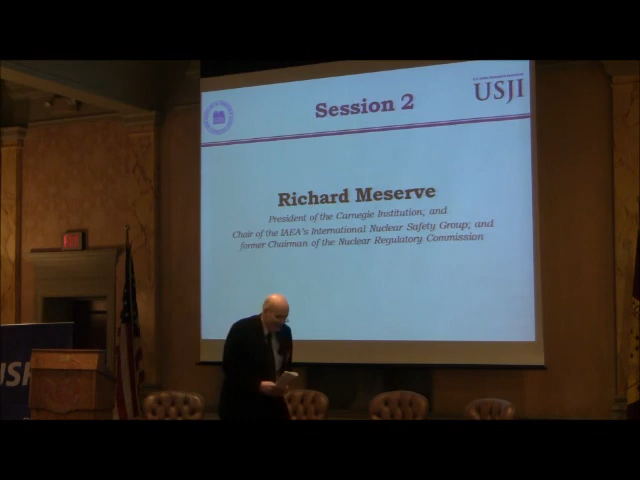 Session 2
USJI
Richard Meserve
President of the Carnegie Institution; and
Chair of the IAEA's International Nuclear Safety Group; and
former Chairman of the Nuclear Regulatory Commission